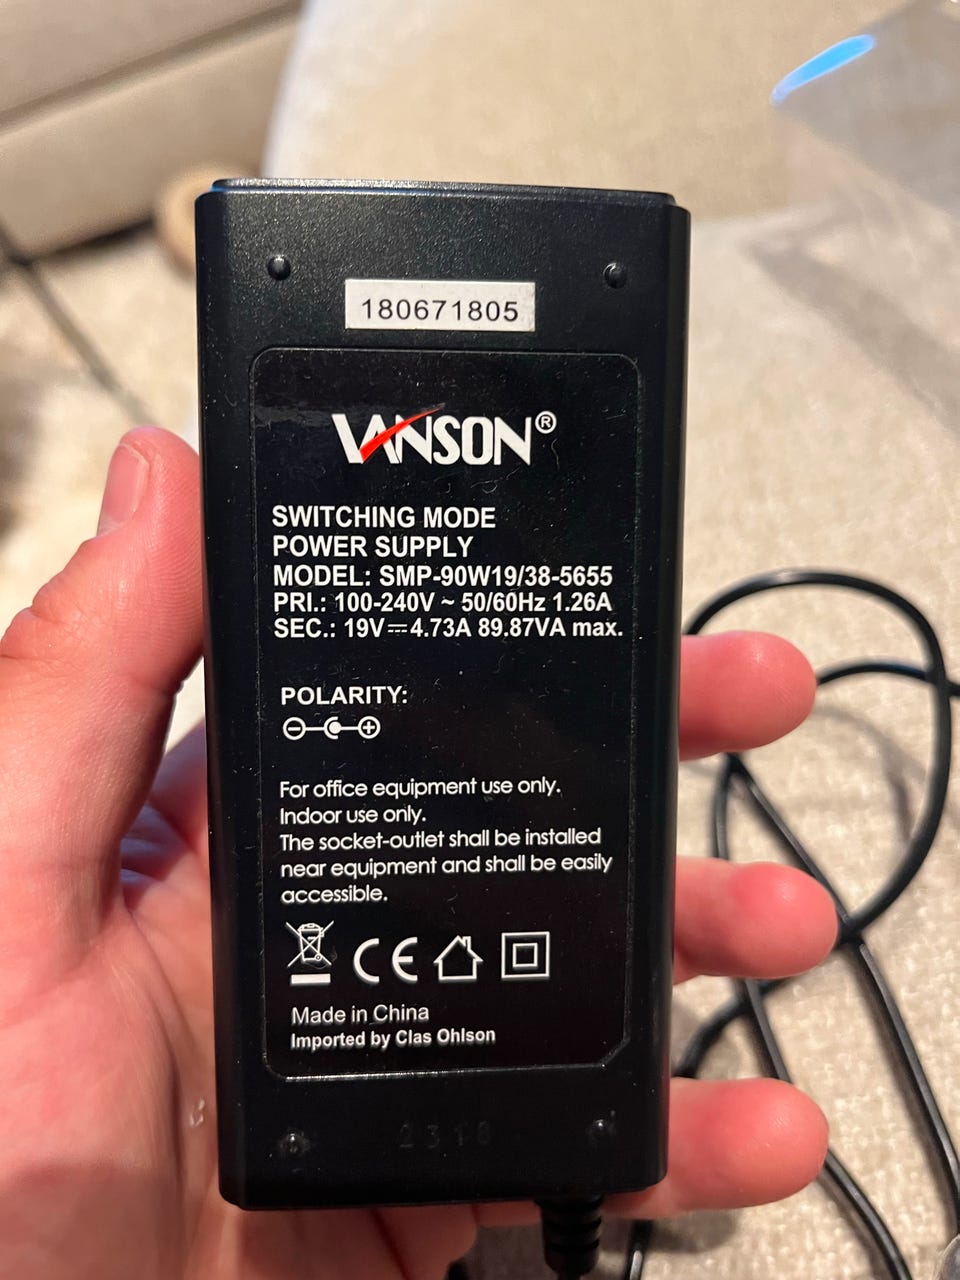 180671805
VANSON®
SWITCHING MODE
POWER SUPPLY
MODEL: SMP-90W19/38-5655
PRI.: 100-240V ~ 50/60Hz 1.26A
SEC.: 19V⎓4.73A 89.87VA max.
POLARITY:
For office equipment use only.
Indoor use only.
The socket-outlet shall be installed
near equipment and shall be easily
accessible.
CE
Made in China
Imported by Clas Ohlson